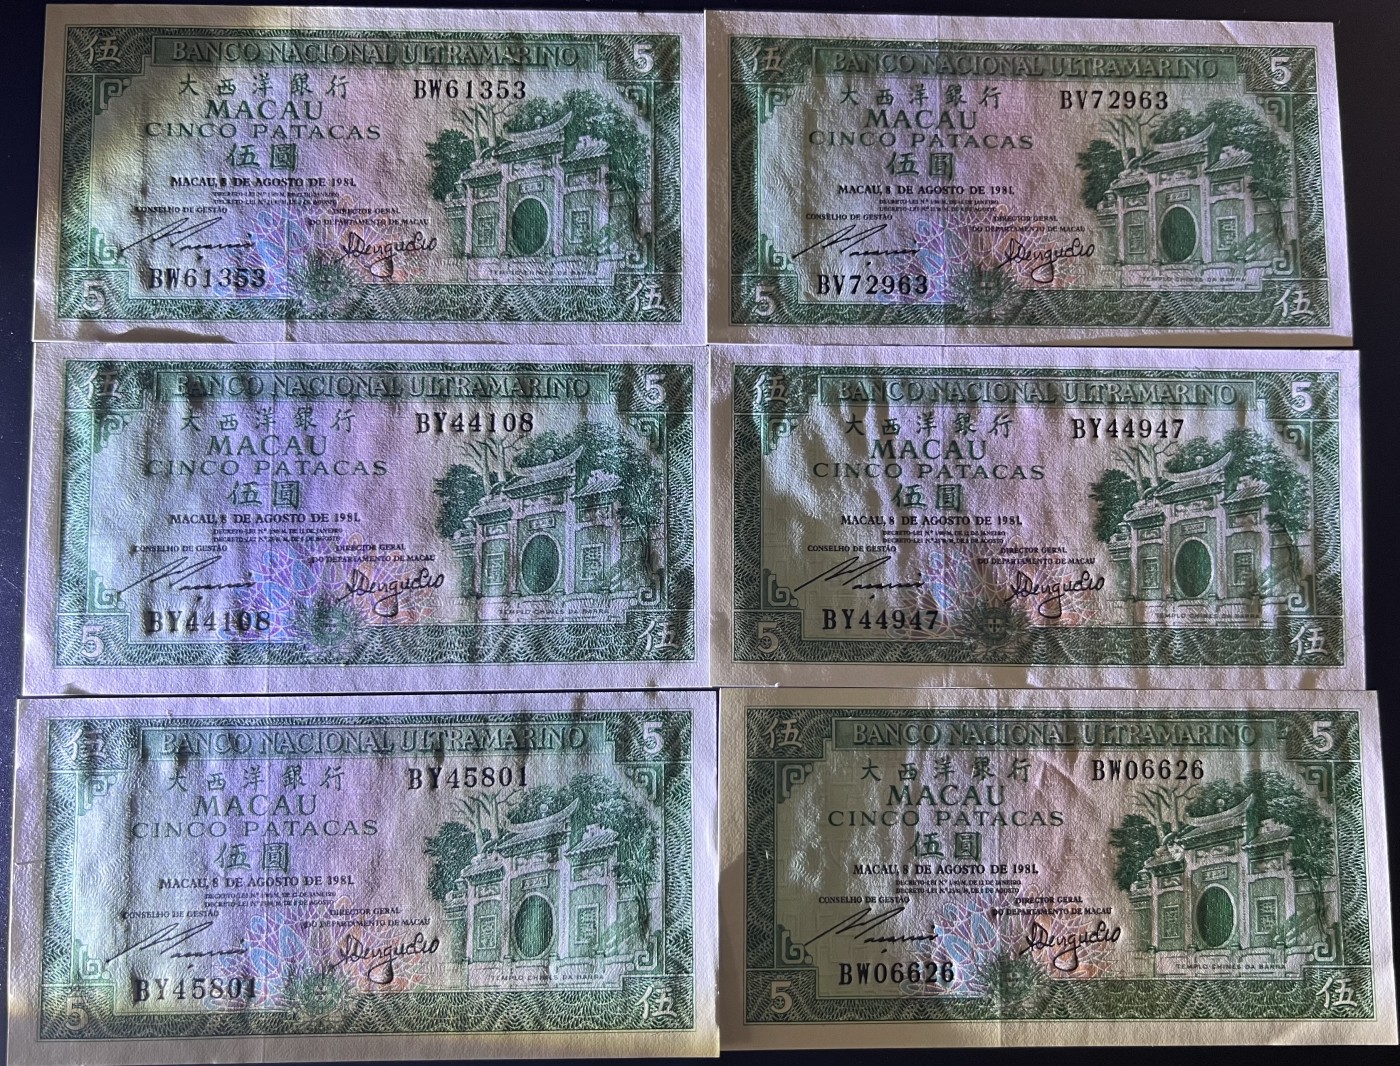 伍 BANCO NACIONAL ULTRAMARINO 5
大西洋銀行 BW61353
MACAU
CINCO PATACAS
伍圓
MACAU, 8 DE AGOSTO DE 1981.
CONSELHO DE GESTÃO DIRECTOR GERAL
DO DEPARTAMENTO DE MACAU
TEMPLO CHINÊS DA BARRA
BW61353
5 伍
伍 BANCO NACIONAL ULTRAMARINO 5
大西洋銀行 BV72963
MACAU
CINCO PATACAS
伍圓
MACAU, 8 DE AGOSTO DE 1981.
CONSELHO DE GESTÃO DIRECTOR GERAL
DO DEPARTAMENTO DE MACAU
TEMPLO CHINÊS DA BARRA
BV72963
5 伍
伍 BANCO NACIONAL ULTRAMARINO 5
大西洋銀行 BY44108
MACAU
CINCO PATACAS
伍圓
MACAU, 8 DE AGOSTO DE 1981.
CONSELHO DE GESTÃO DIRECTOR GERAL
DO DEPARTAMENTO DE MACAU
TEMPLO CHINÊS DA BARRA
BY44108
5 伍
伍 BANCO NACIONAL ULTRAMARINO 5
大西洋銀行 BY44947
MACAU
CINCO PATACAS
伍圓
MACAU, 8 DE AGOSTO DE 1981.
CONSELHO DE GESTÃO DIRECTOR GERAL
DO DEPARTAMENTO DE MACAU
TEMPLO CHINÊS DA BARRA
BY44947
5 伍
伍 BANCO NACIONAL ULTRAMARINO 5
大西洋銀行 BY45801
MACAU
CINCO PATACAS
伍圓
MACAU, 8 DE AGOSTO DE 1981.
CONSELHO DE GESTÃO DIRECTOR GERAL
DO DEPARTAMENTO DE MACAU
TEMPLO CHINÊS DA BARRA
BY45801
5 伍
伍 BANCO NACIONAL ULTRAMARINO 5
大西洋銀行 BW06626
MACAU
CINCO PATACAS
伍圓
MACAU, 8 DE AGOSTO DE 1981.
CONSELHO DE GESTÃO DIRECTOR GERAL
DO DEPARTAMENTO DE MACAU
TEMPLO CHINÊS DA BARRA
BW06626
5 伍